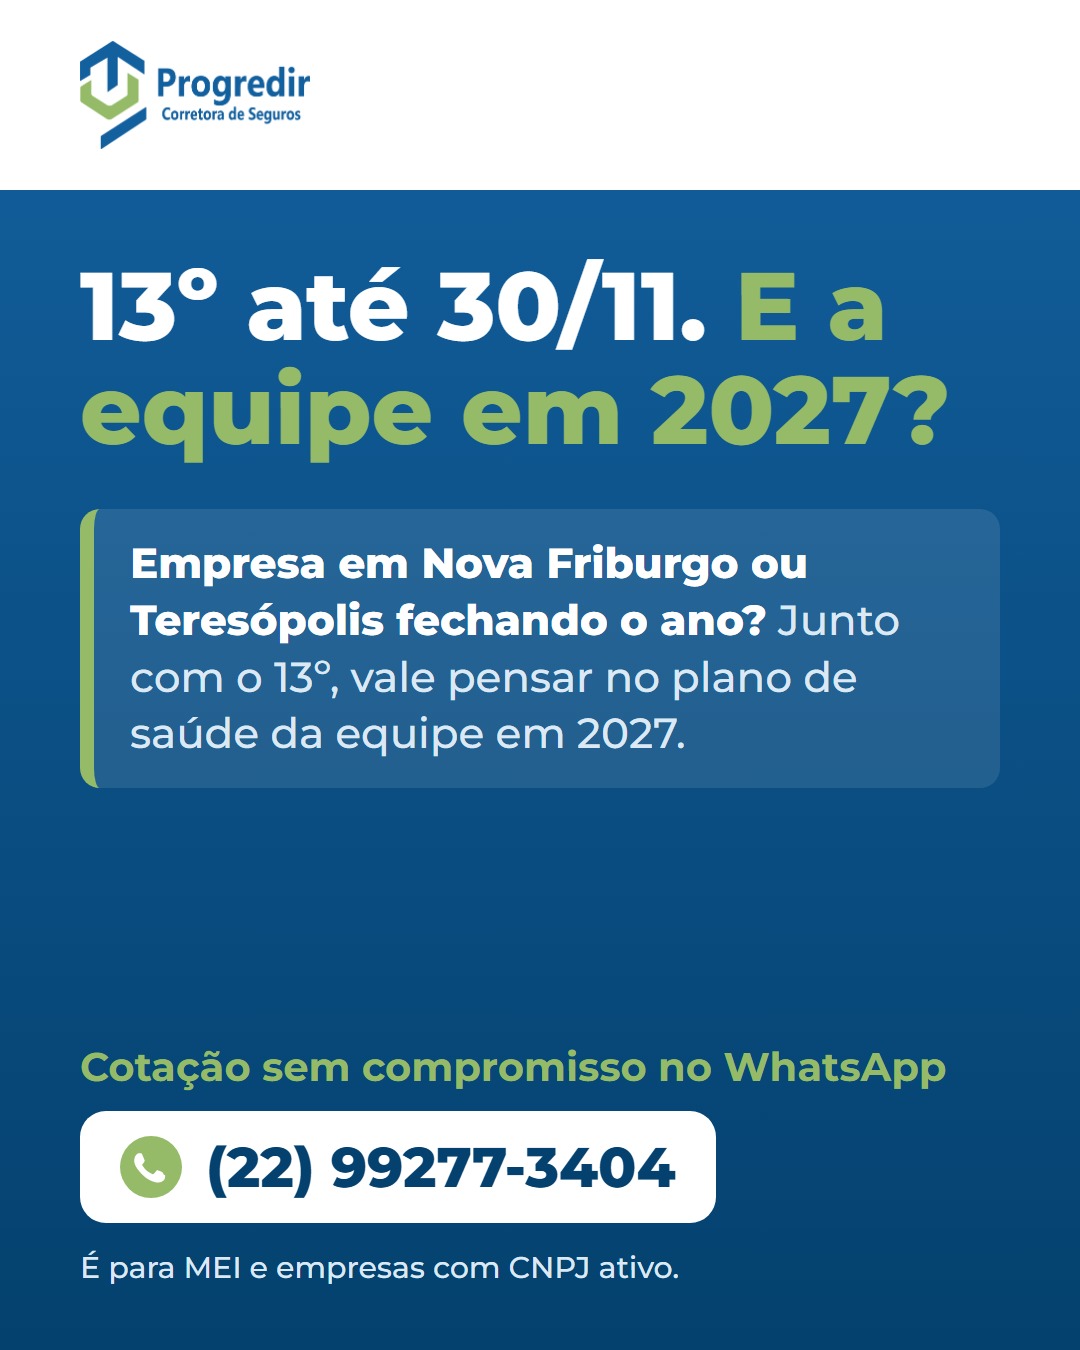 Progredir
Corretora de Seguros
13º até 30/11. E a
equipe em 2027?
Empresa em Nova Friburgo ou
Teresópolis fechando o ano? Junto
com o 13º, vale pensar no plano de
saúde da equipe em 2027.
Cotação sem compromisso no WhatsApp
(22) 99277-3404
É para MEI e empresas com CNPJ ativo.